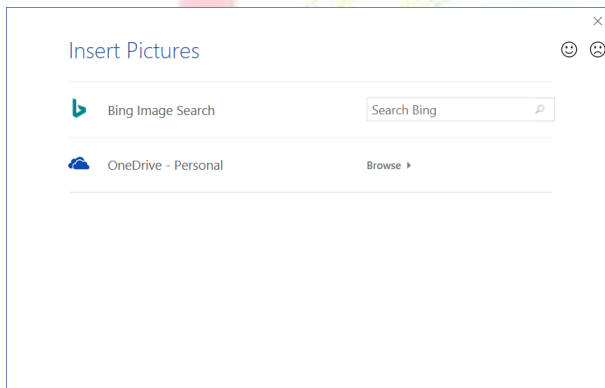 Insert Pictures
Bing Image Search
Search Bing
OneDrive - Personal
Browse